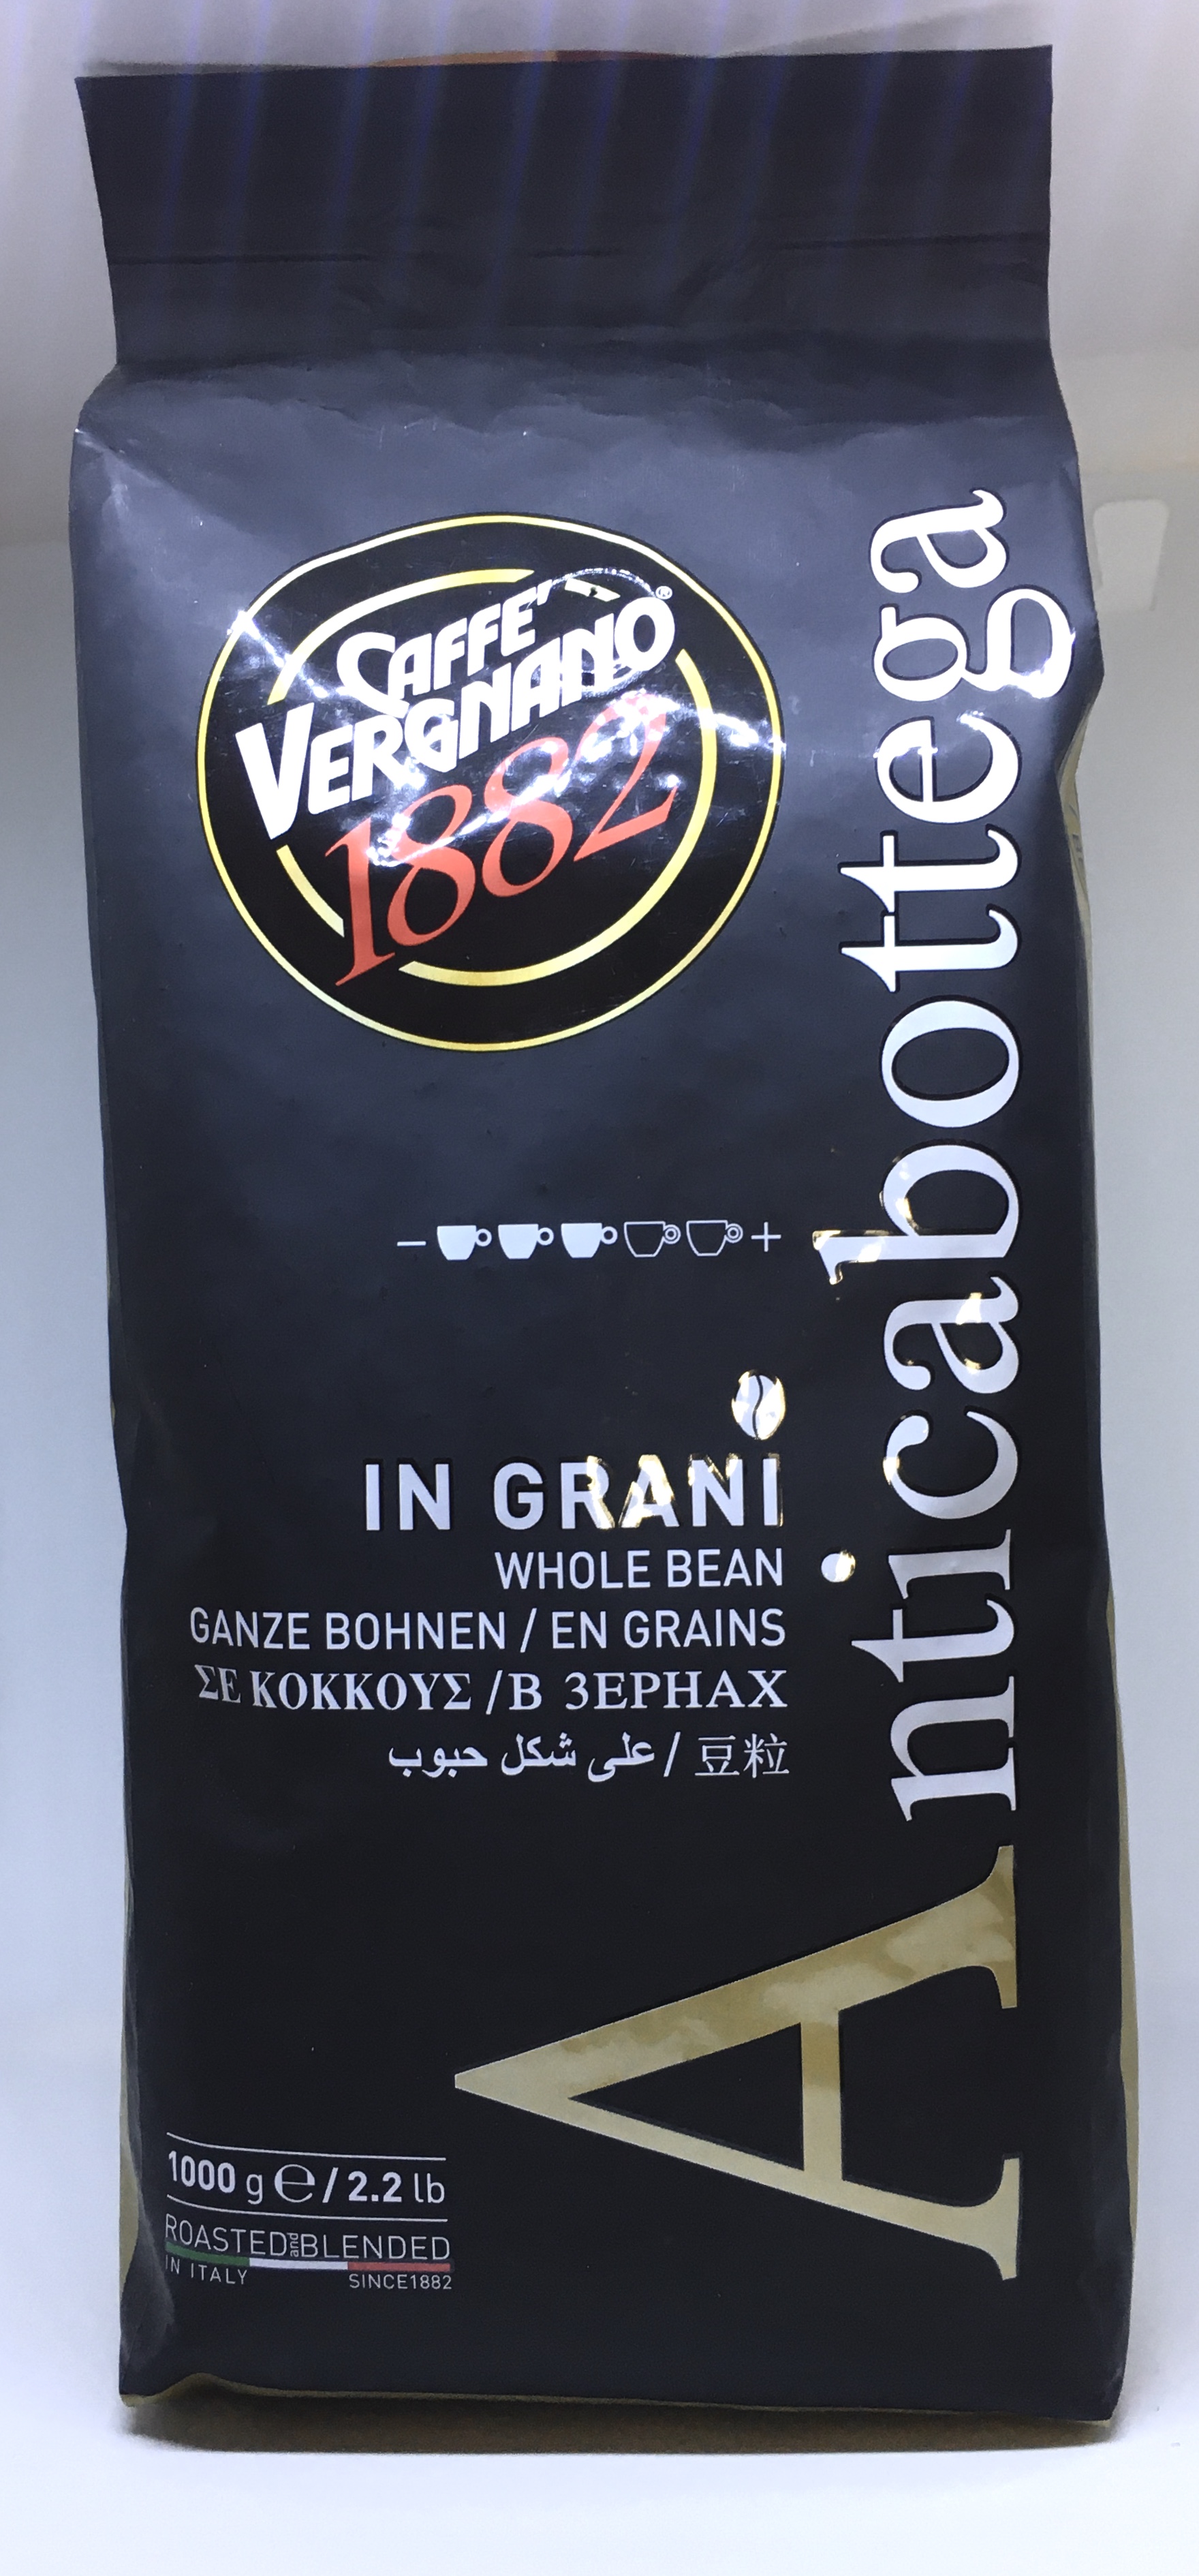 CAFFE'
VERGNANO®
1882
Anticabottega
− +
IN GRANI
WHOLE BEAN
GANZE BOHNEN / EN GRAINS
ΣΕ ΚΟΚΚΟΥΣ / В ЗЕРНАХ
على شكل حبوب / 豆粒
1000 g ℮ / 2.2 lb
ROASTED and BLENDED
IN ITALY SINCE1882